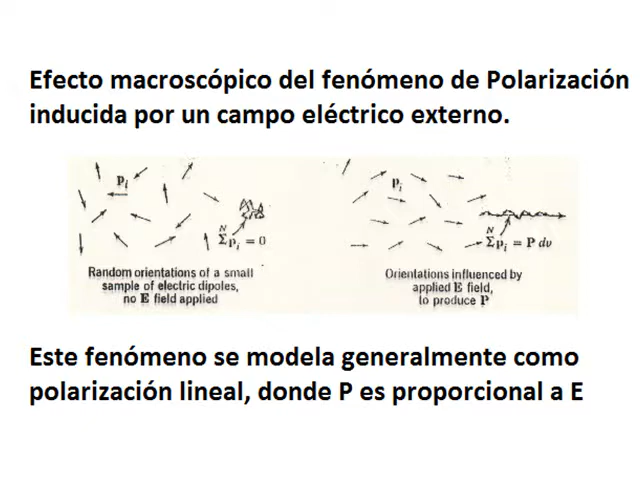 Efecto macroscópico del fenómeno de Polarización
inducida por un campo eléctrico externo.
pᵢ
N
Σpᵢ = 0
Random orientations of a small
sample of electric dipoles,
no E field applied
pᵢ
N
Σpᵢ = P dv
Orientations influenced by
applied E field,
to produce P
Este fenómeno se modela generalmente como
polarización lineal, donde P es proporcional a E